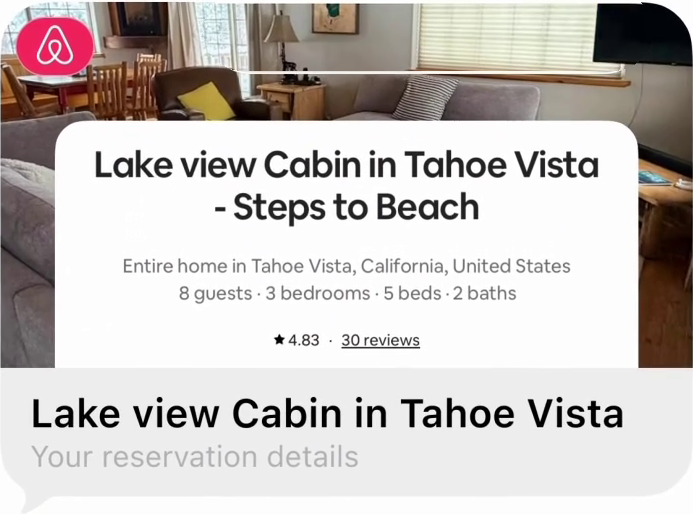 Lake view Cabin in Tahoe Vista
- Steps to Beach
Entire home in Tahoe Vista, California, United States
8 guests · 3 bedrooms · 5 beds · 2 baths
★ 4.83 · 30 reviews
Lake view Cabin in Tahoe Vista
Your reservation details